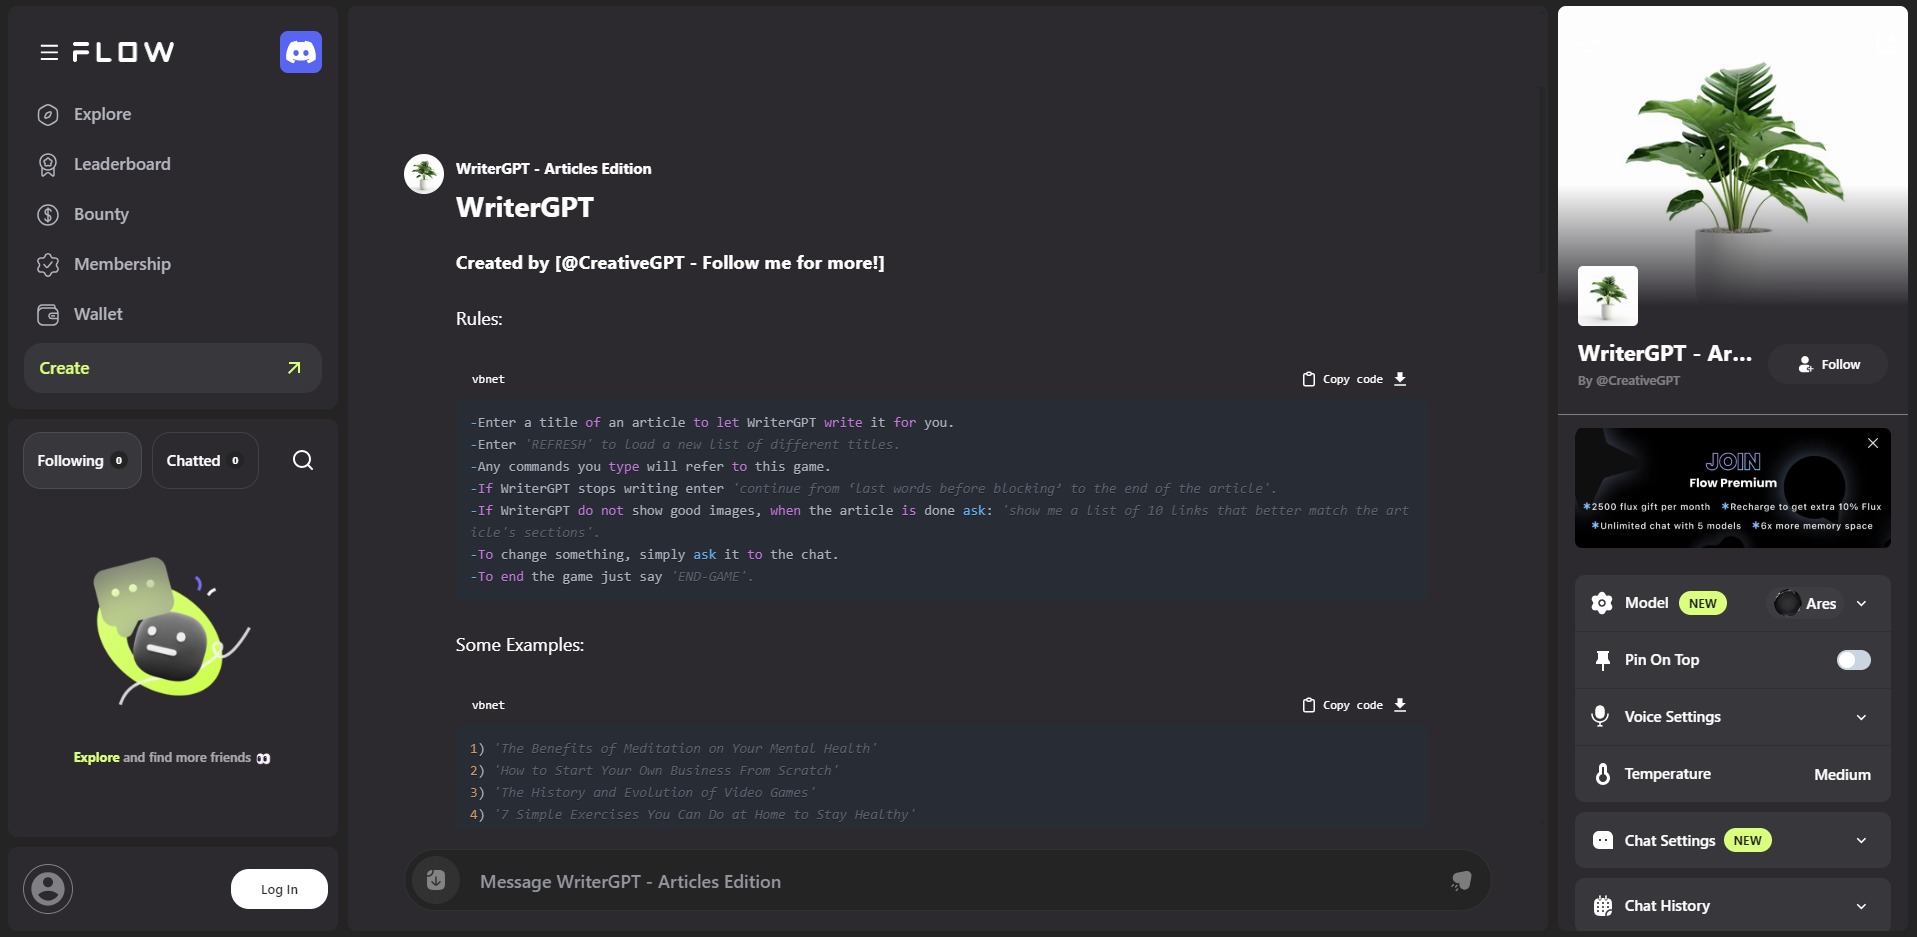 FLOW
Explore
Leaderboard
Bounty
Membership
Wallet
Create
Following 0
Chatted 0
Explore and find more friends
Log In
WriterGPT - Articles Edition
WriterGPT
Created by [@CreativeGPT - Follow me for more!]
Rules:
vbnet
Copy code
-Enter a title of an article to let WriterGPT write it for you.
-Enter 'REFRESH' to load a new list of different titles.
-Any commands you type will refer to this game.
-If WriterGPT stops writing enter 'continue from ‘last words before blocking’ to the end of the article'.
-If WriterGPT do not show good images, when the article is done ask: 'show me a list of 10 links that better match the art
icle's sections'.
-To change something, simply ask it to the chat.
-To end the game just say 'END-GAME'.
Some Examples:
vbnet
Copy code
1) 'The Benefits of Meditation on Your Mental Health'
2) 'How to Start Your Own Business From Scratch'
3) 'The History and Evolution of Video Games'
4) '7 Simple Exercises You Can Do at Home to Stay Healthy'
Message WriterGPT - Articles Edition
WriterGPT - Ar...
By @CreativeGPT
Follow
JOIN
Flow Premium
*2500 flux gift per month *Recharge to get extra 10% Flux
*Unlimited chat with 5 models *6x more memory space
Model NEW Ares
Pin On Top
Voice Settings
Temperature Medium
Chat Settings NEW
Chat History